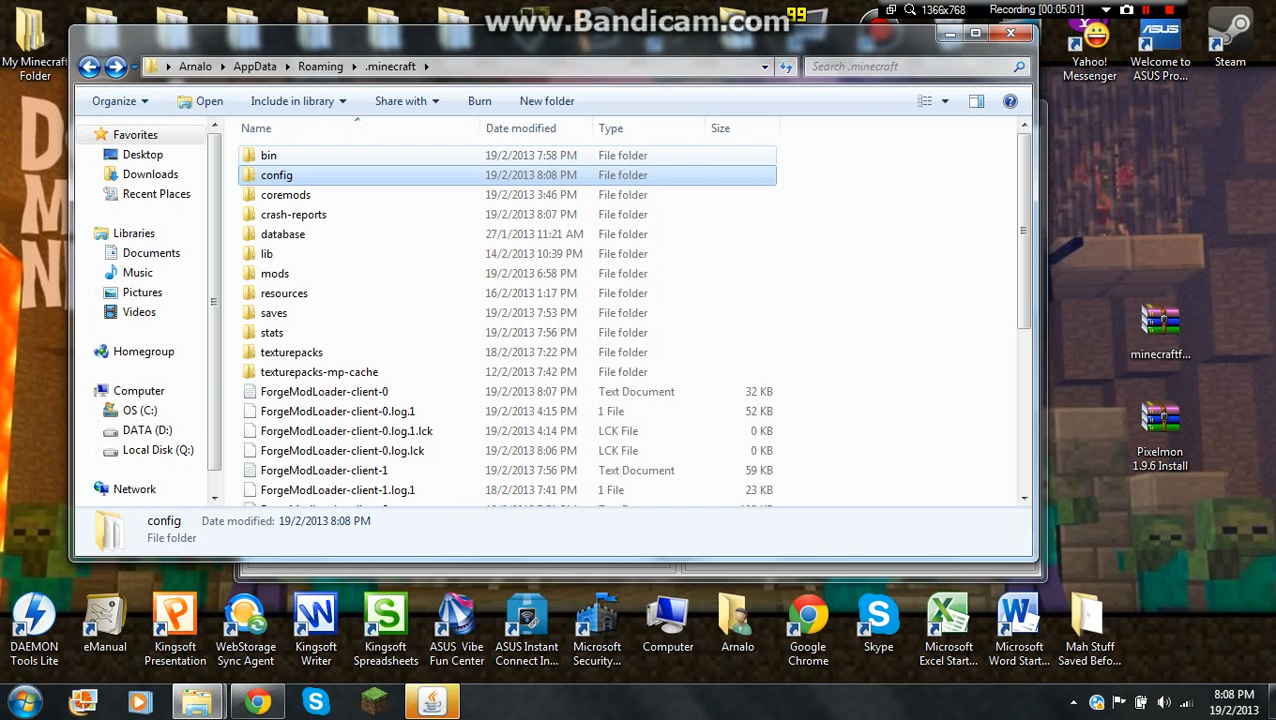 www.Bandicam.com
99
1366x768
Recording [00:05:01]
My Minecraft
Folder
Arnalo
AppData
Roaming
.minecraft
Search .minecraft
Organize
Open
Include in library
Share with
Burn
New folder
Name
Date modified
Type
Size
Favorites
Desktop
Downloads
Recent Places
Libraries
Documents
Music
Pictures
Videos
Homegroup
Computer
OS (C:)
DATA (D:)
Local Disk (Q:)
Network
bin 19/2/2013 7:58 PM File folder
config 19/2/2013 8:08 PM File folder
coremods 19/2/2013 3:46 PM File folder
crash-reports 19/2/2013 8:07 PM File folder
database 27/1/2013 11:21 AM File folder
lib 14/2/2013 10:39 PM File folder
mods 19/2/2013 6:58 PM File folder
resources 16/2/2013 1:17 PM File folder
saves 19/2/2013 7:53 PM File folder
stats 19/2/2013 7:56 PM File folder
texturepacks 18/2/2013 7:22 PM File folder
texturepacks-mp-cache 12/2/2013 7:42 PM File folder
ForgeModLoader-client-0 19/2/2013 8:07 PM Text Document 32 KB
ForgeModLoader-client-0.log.1 19/2/2013 4:15 PM 1 File 52 KB
ForgeModLoader-client-0.log.1.lck 19/2/2013 4:14 PM LCK File 0 KB
ForgeModLoader-client-0.log.lck 19/2/2013 8:06 PM LCK File 0 KB
ForgeModLoader-client-1 19/2/2013 7:56 PM Text Document 59 KB
ForgeModLoader-client-1.log.1 18/2/2013 7:41 PM 1 File 23 KB
config Date modified: 19/2/2013 8:08 PM
File folder
Yahoo!
Messenger
Welcome to
ASUS Pro...
Steam
minecraftf...
Pixelmon
1.9.6 Install
DAEMON
Tools Lite
eManual
Kingsoft
Presentation
WebStorage
Sync Agent
Kingsoft
Writer
Kingsoft
Spreadsheets
ASUS Vibe
Fun Center
ASUS Instant
Connect In...
Microsoft
Security...
Computer
Arnalo
Google
Chrome
Skype
Microsoft
Excel Start...
Microsoft
Word Start...
Mah Stuff
Saved Befo...
8:08 PM
19/2/2013